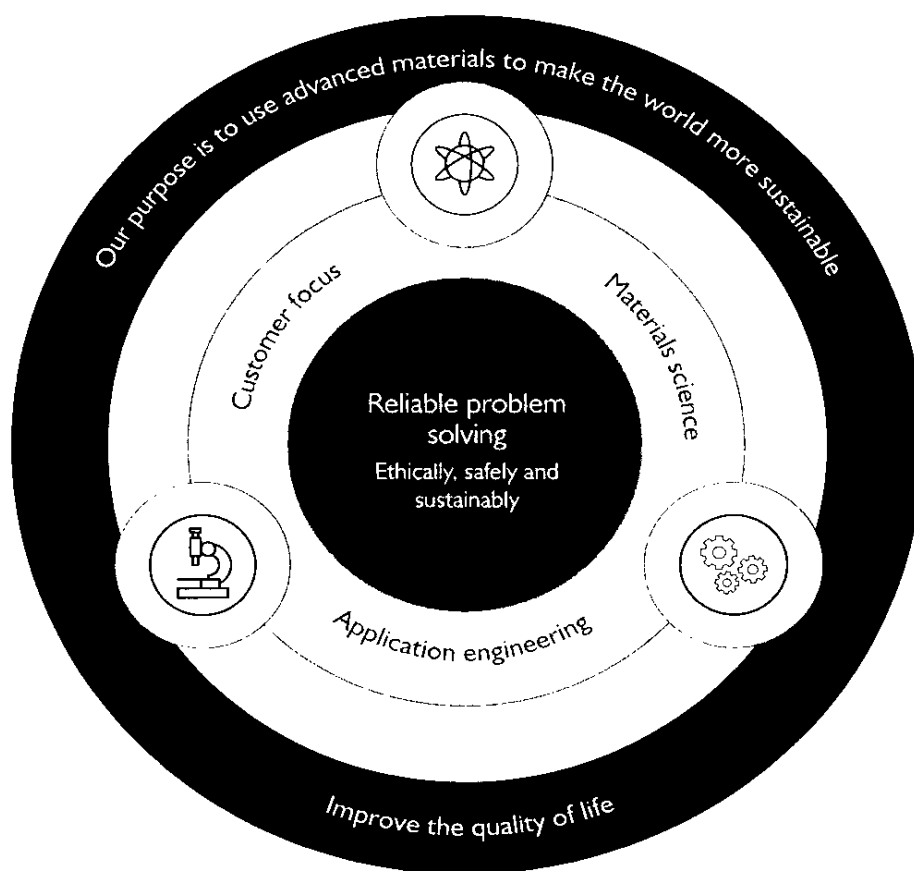 Our purpose is to use advanced materials to make the world more sustainable
Customer focus
Materials science
Reliable problem
solving
Ethically, safely and
sustainably
Application engineering
Improve the quality of life